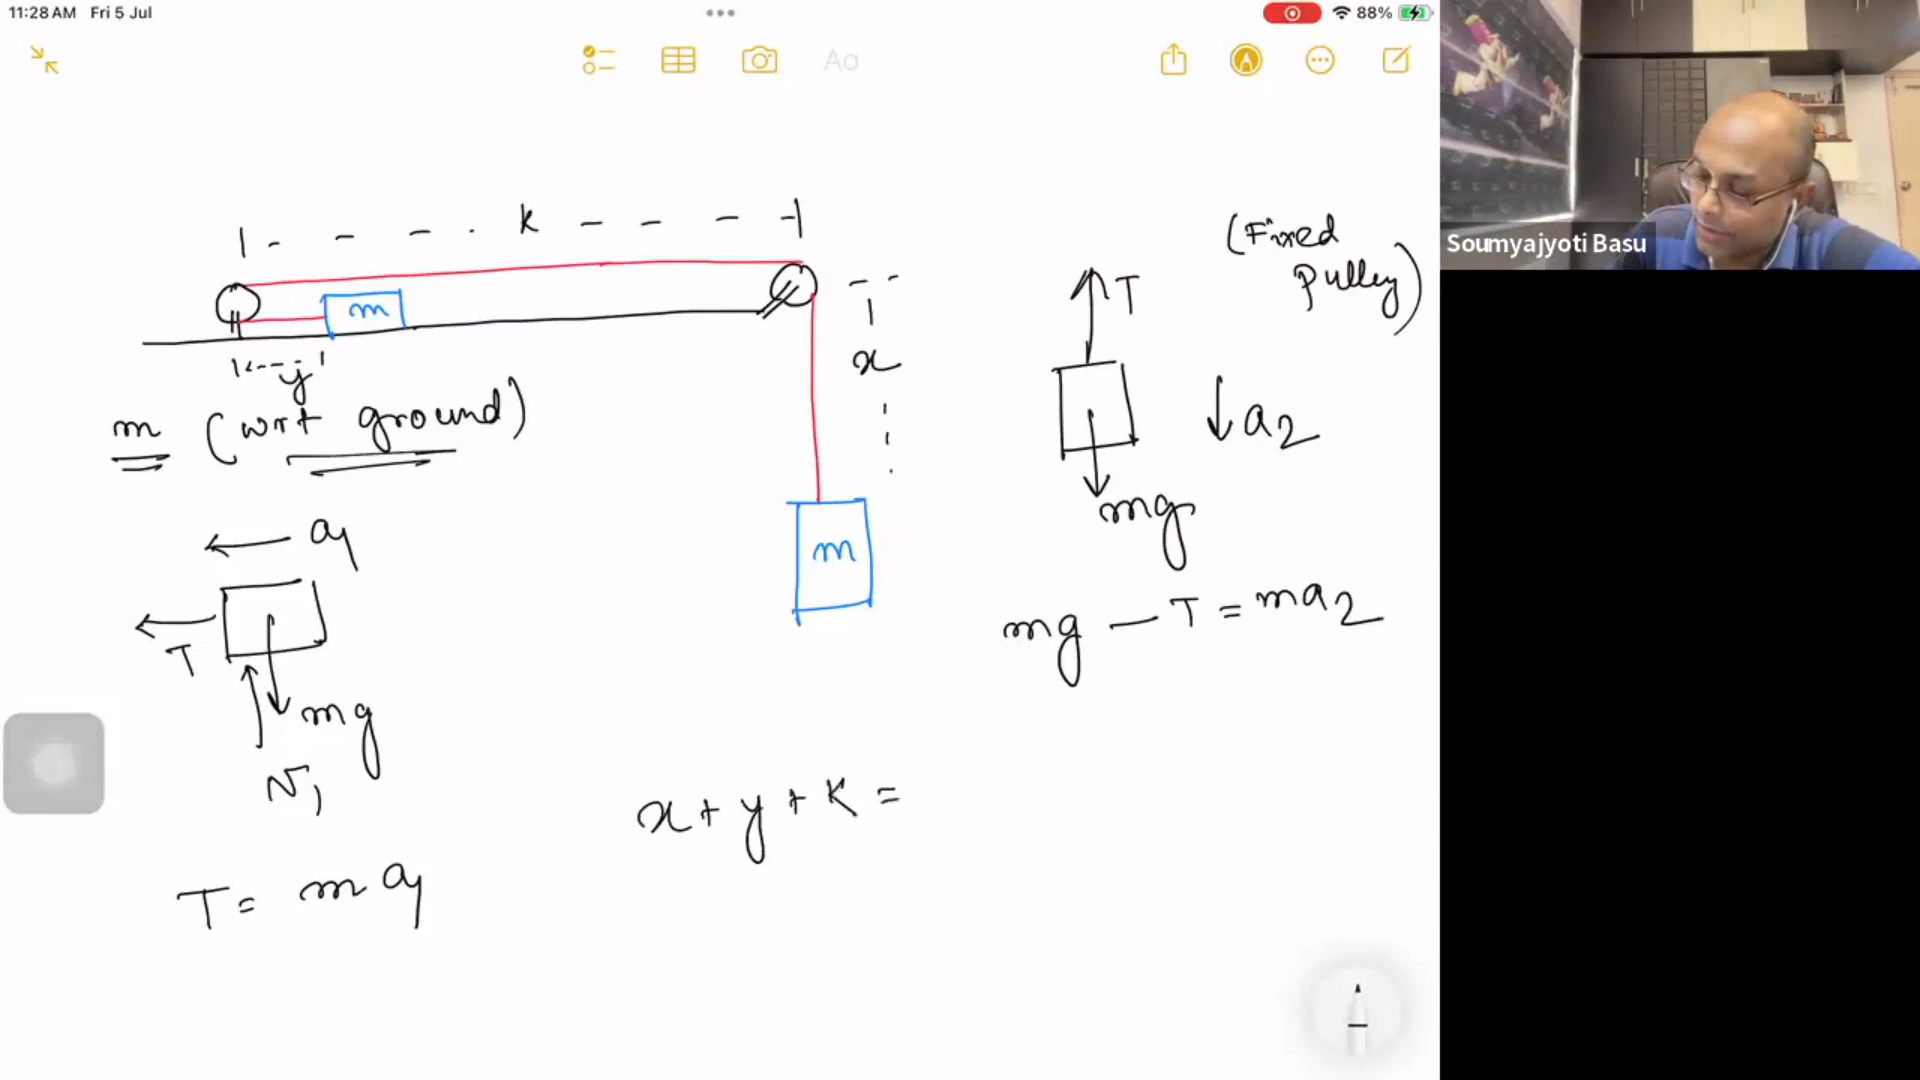 11:28 AM Fri 5 Jul
88%
Aa
Soumyajyoti Basu
k
(Fixed
pulley)
m
T
x
y
m (wrt ground)
a2
mg
a1
m
T
mg
N1
mg - T = ma2
x + y + k =
T = ma1